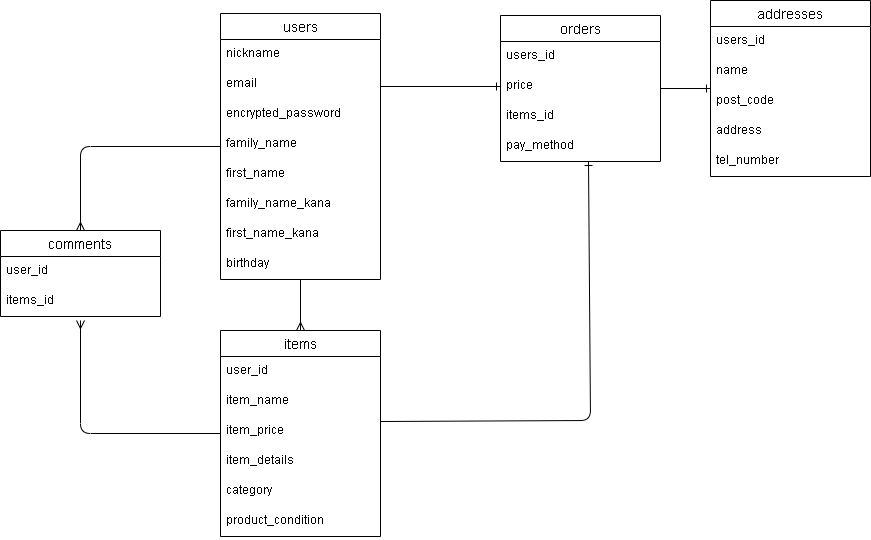 users
nickname
email
encrypted_password
family_name
first_name
family_name_kana
first_name_kana
birthday
orders
users_id
price
items_id
pay_method
addresses
users_id
name
post_code
address
tel_number
comments
user_id
items_id
items
user_id
item_name
item_price
item_details
category
product_condition